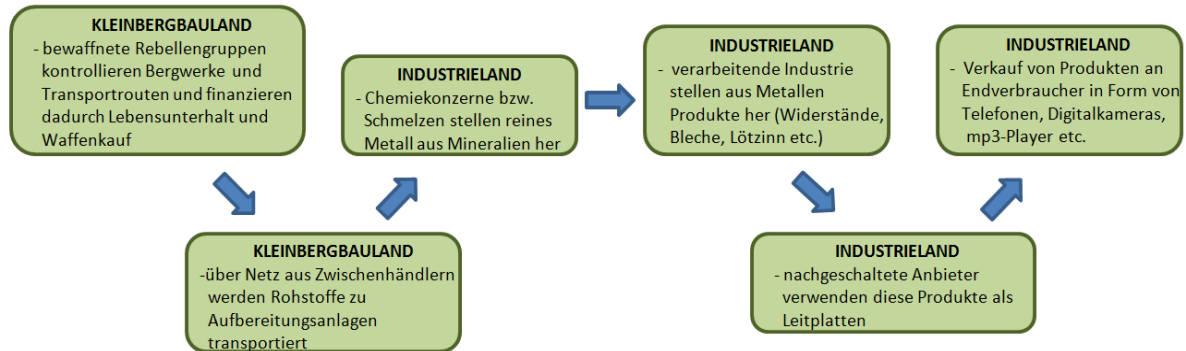 KLEINBERGBAULAND
- bewaffnete Rebellengruppen
kontrollieren Bergwerke und
Transportrouten und finanzieren
dadurch Lebensunterhalt und
Waffenkauf
KLEINBERGBAULAND
-über Netz aus Zwischenhändlern
werden Rohstoffe zu
Aufbereitungsanlagen
transportiert
INDUSTRIELAND
- Chemiekonzerne bzw.
Schmelzen stellen reines
Metall aus Mineralien her
INDUSTRIELAND
- verarbeitende Industrie
stellen aus Metallen
Produkte her (Widerstände,
Bleche, Lötzinn etc.)
INDUSTRIELAND
- nachgeschaltete Anbieter
verwenden diese Produkte als
Leitplatten
INDUSTRIELAND
- Verkauf von Produkten an
Endverbraucher in Form von
Telefonen, Digitalkameras,
mp3-Player etc.